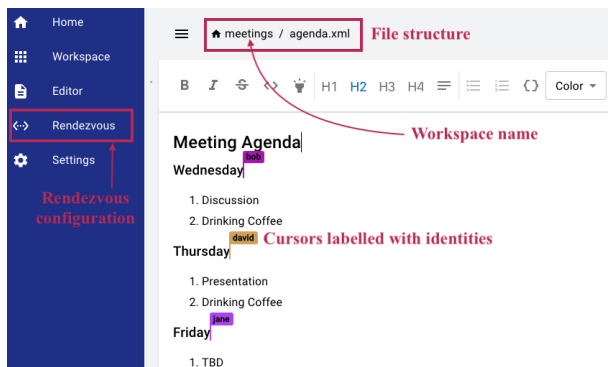 Home
Workspace
Editor
Rendezvous
Settings
Rendezvous
configuration
meetings / agenda.xml
File structure
B I S H1 H2 H3 H4 Color
Workspace name
Meeting Agenda
bob
Wednesday
1. Discussion
2. Drinking Coffee
david
Cursors labelled with identities
Thursday
1. Presentation
2. Drinking Coffee
jane
Friday
1. TBD